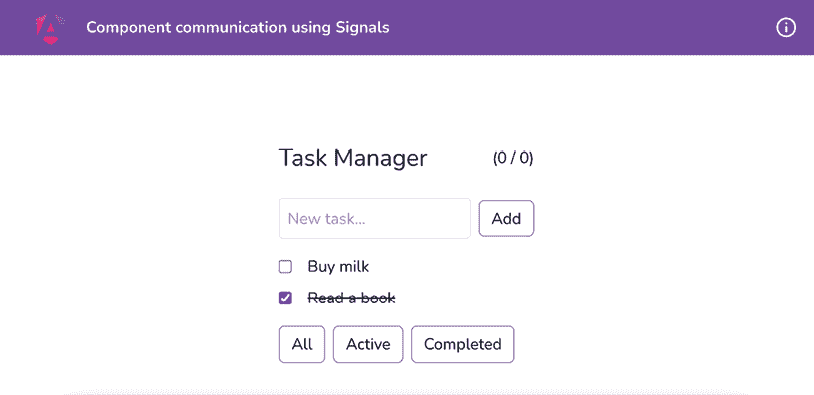 Component communication using Signals
Task Manager (0 / 0)
New task... Add
Buy milk
Read a book
All Active Completed